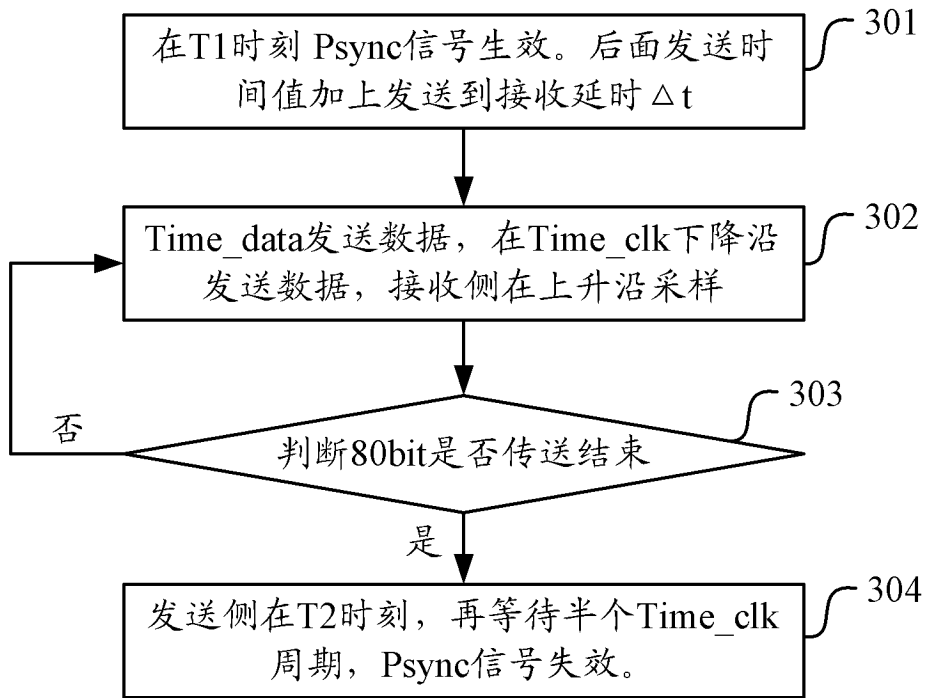 在T1时刻 Psync信号生效。后面发送时
间值加上发送到接收延时△t
301
Time_data发送数据，在Time_clk下降沿
发送数据，接收侧在上升沿采样
302
判断80bit是否传送结束
303
否
是
发送侧在T2时刻，再等待半个Time_clk
周期，Psync信号失效。
304